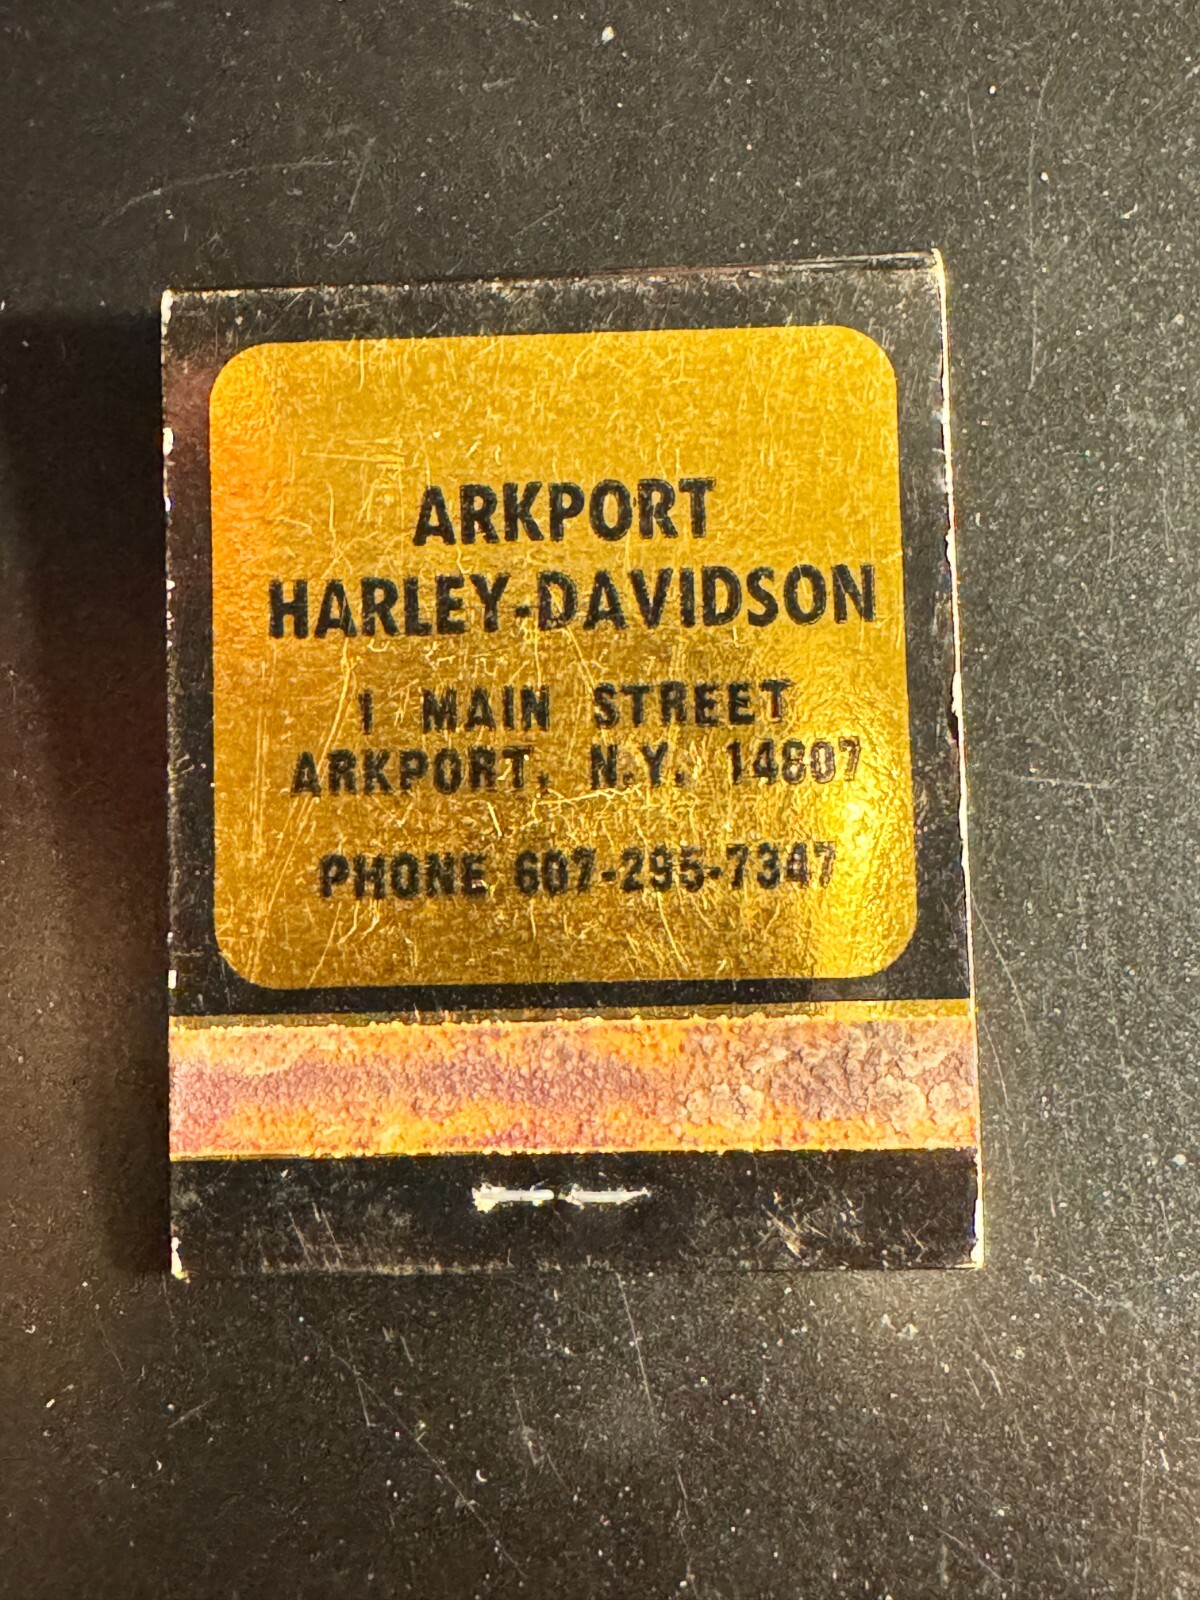 ARKPORT
HARLEY-DAVIDSON
1 MAIN STREET
ARKPORT, N.Y. 14807
PHONE 607-295-7347